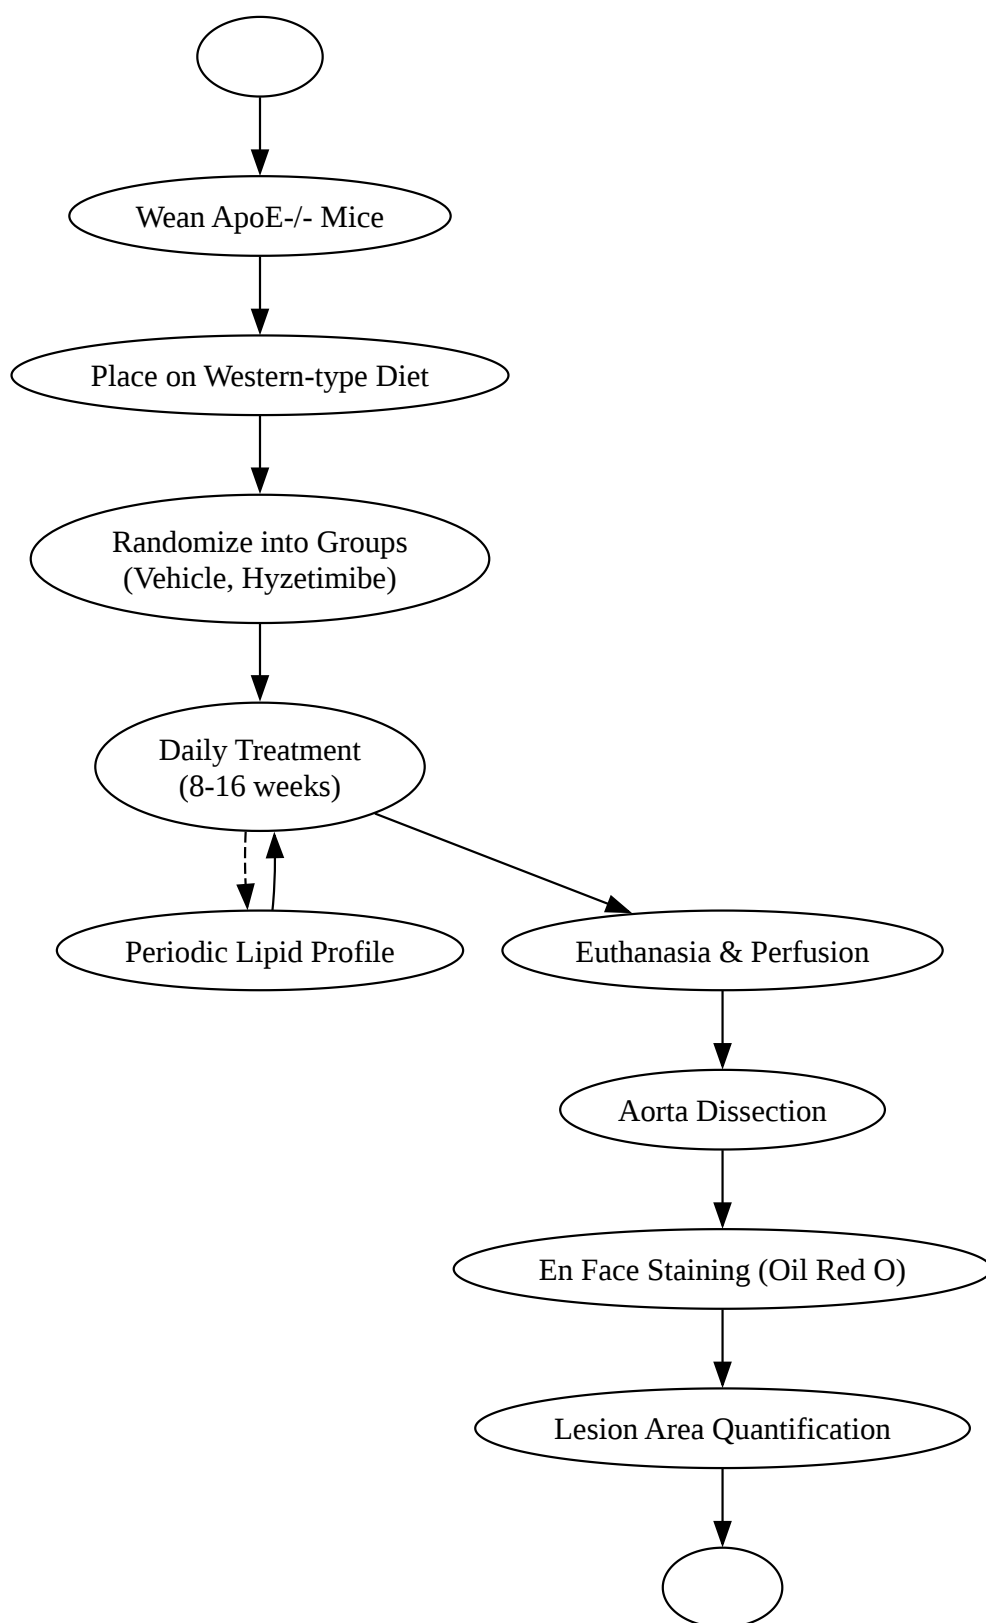 Wean ApoE-/- Mice
Place on Western-type Diet
Randomize into Groups
(Vehicle, Hyzetimibe)
Daily Treatment
(8-16 weeks)
Periodic Lipid Profile
Euthanasia & Perfusion
Aorta Dissection
En Face Staining (Oil Red O)
Lesion Area Quantification